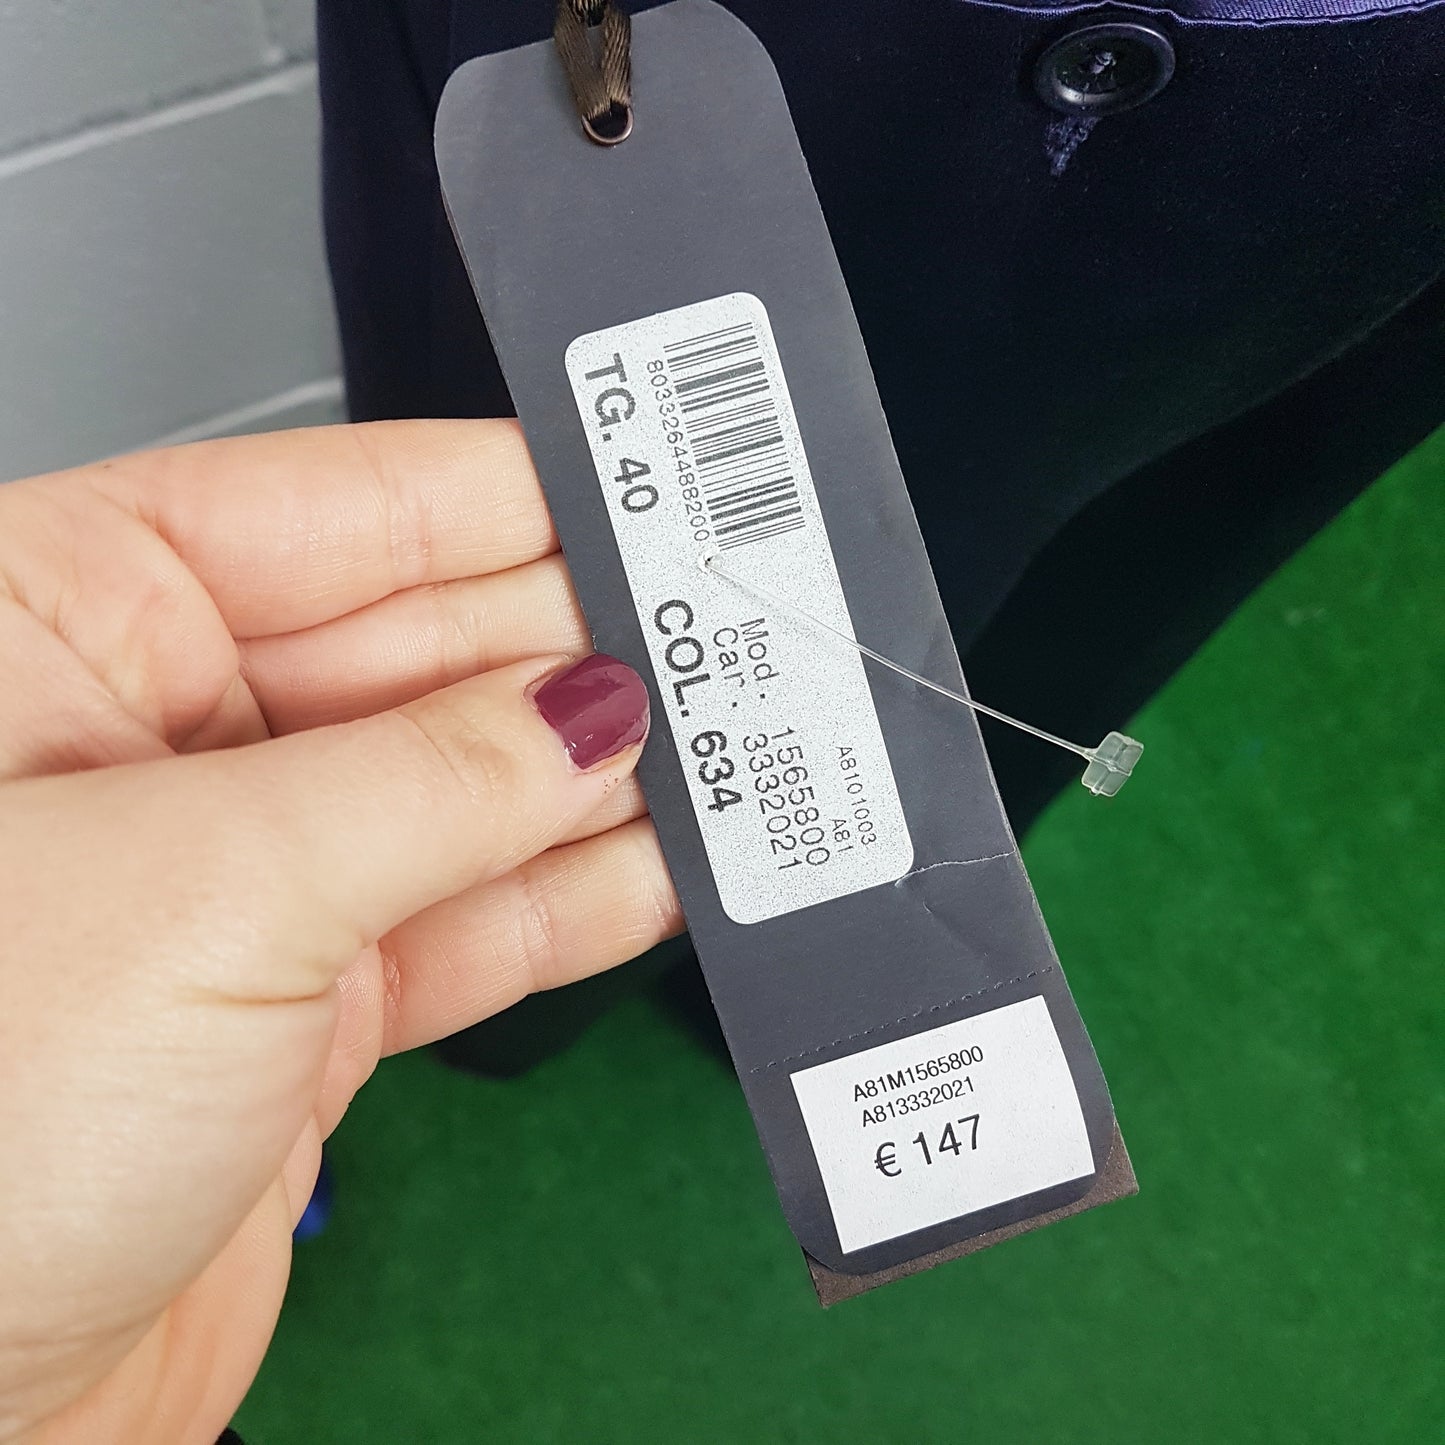 8033264488200
TG. 40
COL. 634
Mod. 1565800
Car. 3332021
A8101003
A81
A81M1565800
A813332021
€ 147